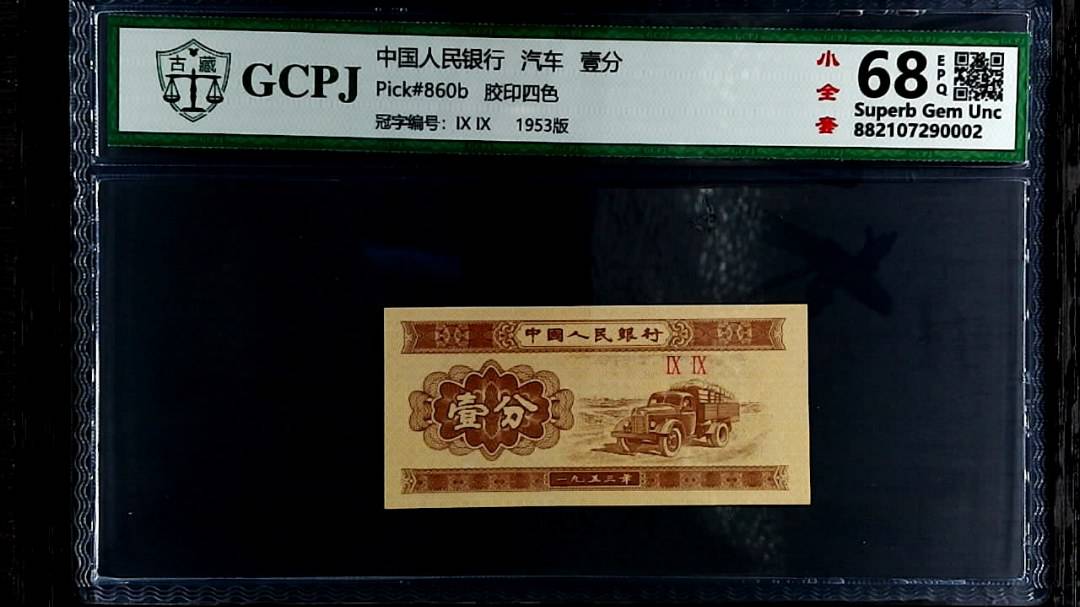 古 藏
GCPJ
中国人民银行 汽车 壹分
Pick#860b 胶印四色
冠字编号：IX IX 1953版
小全套
68 EPQ
Superb Gem Unc
882107290002
中國人民銀行
IX IX
壹分
一九五三年